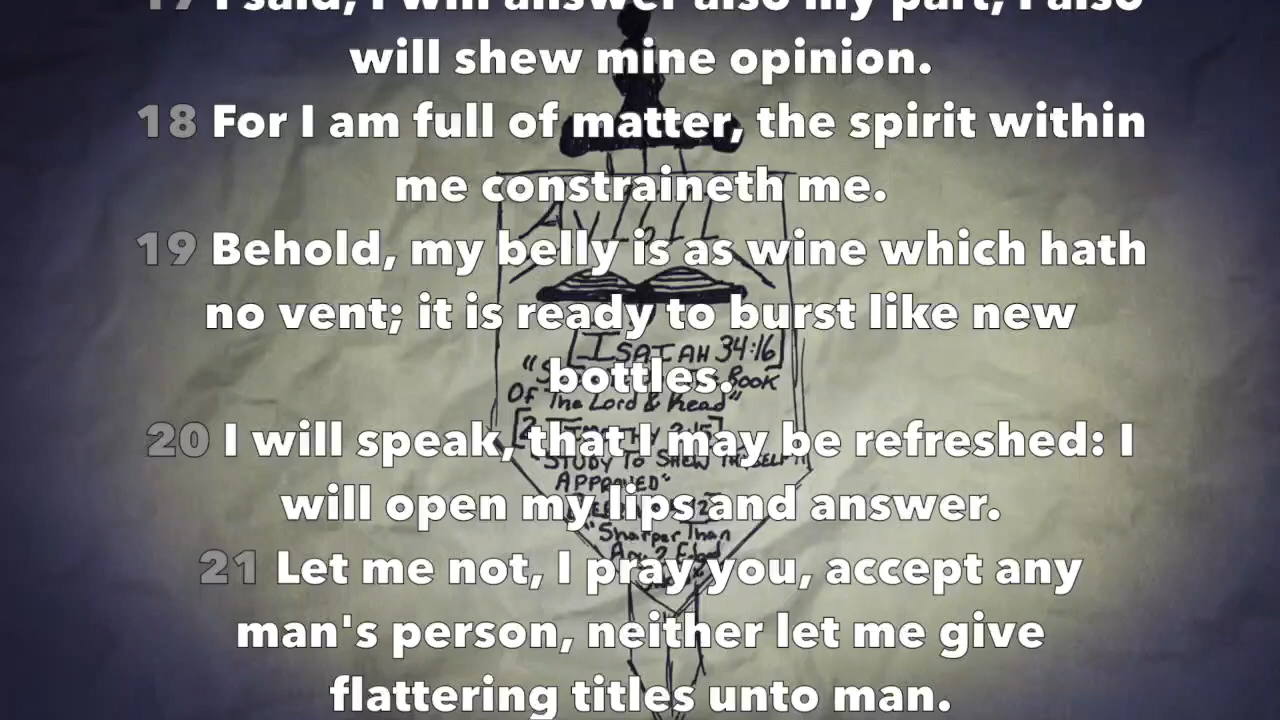 17 I said, I will answer also my part, I also
will shew mine opinion.
18 For I am full of matter, the spirit within
me constraineth me.
19 Behold, my belly is as wine which hath
no vent; it is ready to burst like new
bottles.
20 I will speak, that I may be refreshed: I
will open my lips and answer.
21 Let me not, I pray you, accept any
man's person, neither let me give
flattering titles unto man.
[ISAIAH 34:16]
Book
Of The Lord & Read"
"STUDY TO SHEW THYSELF
APPROVED"
"Sharper Than
Any 2 Edged